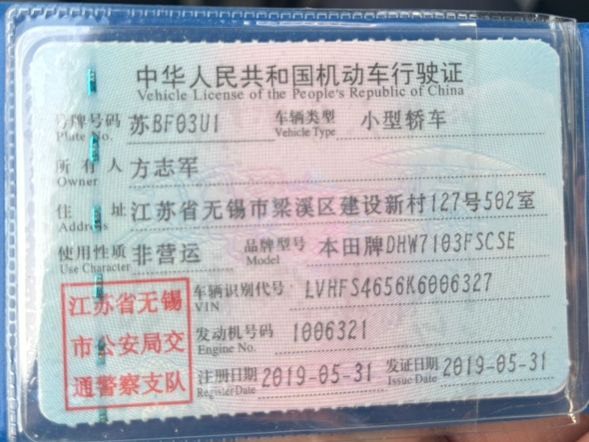 中华人民共和国机动车行驶证
Vehicle License of the People's Republic of China
号牌号码 苏BF03U1 车辆类型 小型轿车
Plate No. Vehicle Type
所有人 方志军
Owner
住址 江苏省无锡市梁溪区建设新村127号502室
Address
使用性质 非营运 品牌型号 本田牌DHW7103FSCSE
Use Character Model
车辆识别代号 LVHFS4656K6006327
VIN
发动机号码 1006321
Engine No.
注册日期 2019-05-31 发证日期 2019-05-31
Register Date Issue Date
江苏省无锡
市公安局交
通警察支队